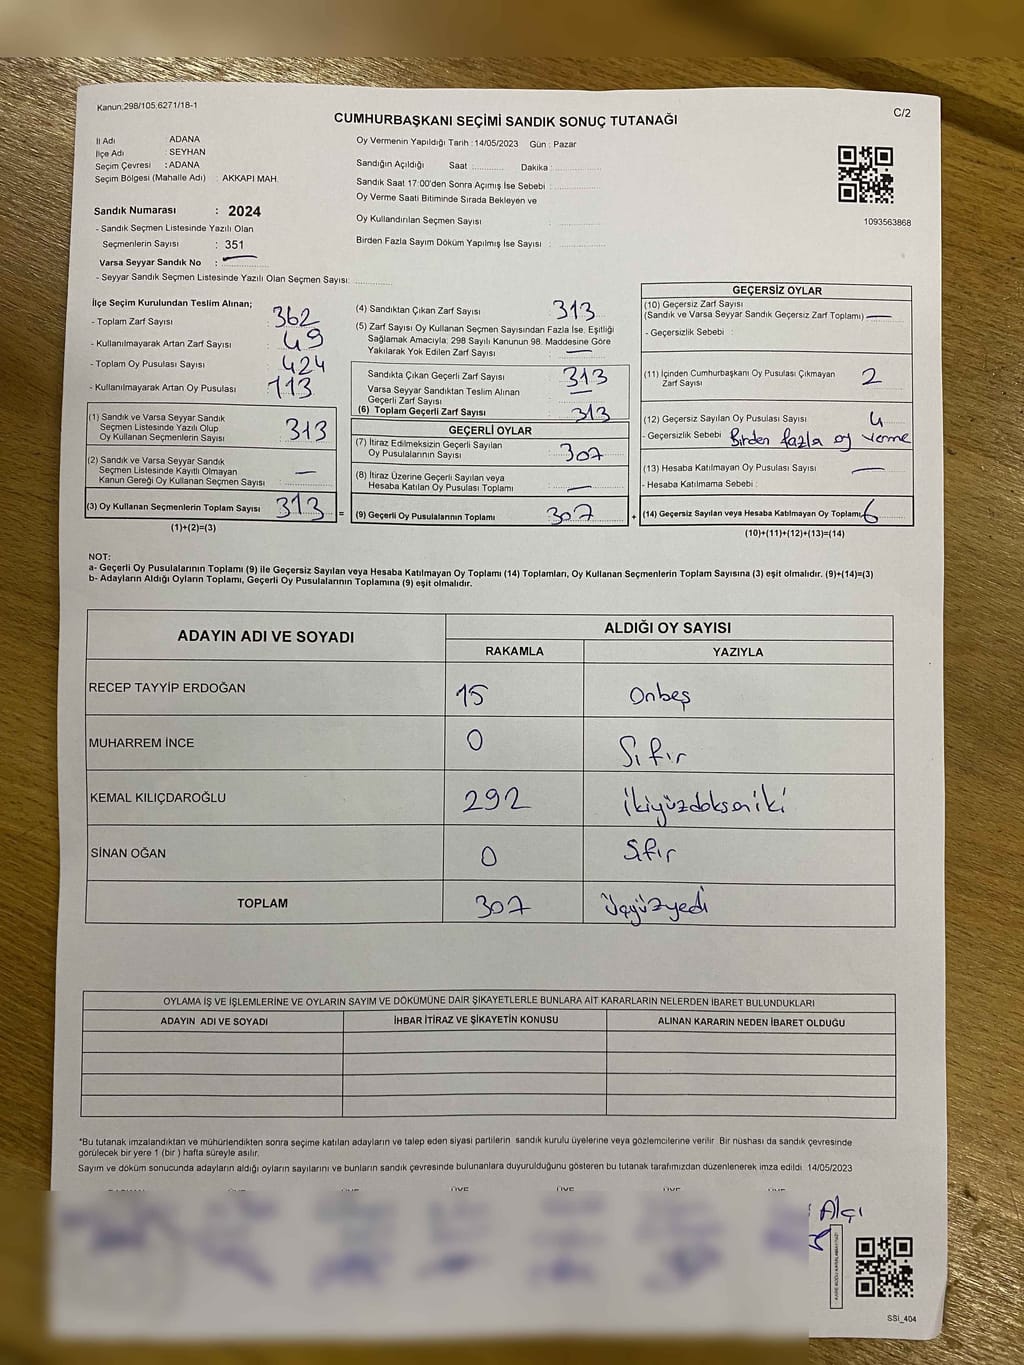 Kanun:298/105.6271/18-1
CUMHURBAŞKANI SEÇİMİ SANDIK SONUÇ TUTANAĞI
C/2
İl Adı : ADANA
İlçe Adı : SEYHAN
Seçim Çevresi : ADANA
Seçim Bölgesi (Mahalle Adı) : AKKAPI MAH.
Oy Vermenin Yapıldığı Tarih : 14/05/2023 Gün : Pazar
Sandığın Açıldığı Saat :............ Dakika :..............
Sandık Saat 17:00'den Sonra Açımış İse Sebebi :..............
Oy Verme Saati Bitiminde Sırada Bekleyen ve
Oy Kullandırılan Seçmen Sayısı :..............
Birden Fazla Sayım Döküm Yapılmış İse Sayısı :..............
1093563868
Sandık Numarası : 2024
- Sandık Seçmen Listesinde Yazılı Olan
Seçmenlerin Sayısı : 351
Varsa Seyyar Sandık No : —
- Seyyar Sandık Seçmen Listesinde Yazılı Olan Seçmen Sayısı:..............
İlçe Seçim Kurulundan Teslim Alınan;
- Toplam Zarf Sayısı : 362
- Kullanılmayarak Artan Zarf Sayısı : 49
- Toplam Oy Pusulası Sayısı : 424
- Kullanılmayarak Artan Oy Pusulası : 113
(1) Sandık ve Varsa Seyyar Sandık
Seçmen Listesinde Yazılı Olup
Oy Kullanan Seçmenlerin Sayısı : 313
(2) Sandık ve Varsa Seyyar Sandık
Seçmen Listesinde Kayıtlı Olmayan
Kanun Gereği Oy Kullanan Seçmen Sayısı : —
(3) Oy Kullanan Seçmenlerin Toplam Sayısı : 313 =
(1)+(2)=(3)
(4) Sandıktan Çıkan Zarf Sayısı : 313
(5) Zarf Sayısı Oy Kullanan Seçmen Sayısından Fazla İse, Eşitliği
Sağlamak Amacıyla; 298 Sayılı Kanunun 98. Maddesine Göre
Yakılarak Yok Edilen Zarf Sayısı : —
Sandıkta Çıkan Geçerli Zarf Sayısı : 313
Varsa Seyyar Sandıktan Teslim Alınan
Geçerli Zarf Sayısı : —
(6) Toplam Geçerli Zarf Sayısı : 313
GEÇERLİ OYLAR
(7) İtiraz Edilmeksizin Geçerli Sayılan
Oy Pusulalarının Sayısı : 307
(8) İtiraz Üzerine Geçerli Sayılan veya
Hesaba Katılan Oy Pusulası Toplamı : —
(9) Geçerli Oy Pusulalarının Toplamı : 307 +
GEÇERSİZ OYLAR
(10) Geçersiz Zarf Sayısı
(Sandık ve Varsa Seyyar Sandık Geçersiz Zarf Toplamı) —
- Geçersizlik Sebebi :
(11) İçinden Cumhurbaşkanı Oy Pusulası Çıkmayan
Zarf Sayısı 2
(12) Geçersiz Sayılan Oy Pusulası Sayısı 4
- Geçersizlik Sebebi : Birden fazla oy verme
(13) Hesaba Katılmayan Oy Pusulası Sayısı —
- Hesaba Katılmama Sebebi :
(14) Geçersiz Sayılan veya Hesaba Katılmayan Oy Toplamı 6
(10)+(11)+(12)+(13)=(14)
NOT:
a- Geçerli Oy Pusulalarının Toplamı (9) ile Geçersiz Sayılan veya Hesaba Katılmayan Oy Toplamı (14) Toplamları, Oy Kullanan Seçmenlerin Toplam Sayısına (3) eşit olmalıdır. (9)+(14)=(3)
b- Adayların Aldığı Oyların Toplamı, Geçerli Oy Pusulalarının Toplamına (9) eşit olmalıdır.
ADAYIN ADI VE SOYADI ALDIĞI OY SAYISI
RAKAMLA YAZIYLA
RECEP TAYYİP ERDOĞAN 15 Onbeş
MUHARREM İNCE 0 Sıfır
KEMAL KILIÇDAROĞLU 292 ikiyüzdoksaniki
SİNAN OĞAN 0 Sıfır
TOPLAM 307 Üçyüzyedi
OYLAMA İŞ VE İŞLEMLERİNE VE OYLARIN SAYIM VE DÖKÜMÜNE DAİR ŞİKAYETLERLE BUNLARA AİT KARARLARIN NELERDEN İBARET BULUNDUKLARI
ADAYIN ADI VE SOYADI İHBAR İTİRAZ VE ŞİKAYETİN KONUSU ALINAN KARARIN NEDEN İBARET OLDUĞU
*Bu tutanak imzalandıktan ve mühürlendikten sonra seçime katılan adayların ve talep eden siyasi partilerin sandık kurulu üyelerine veya gözlemcilerine verilir. Bir nüshası da sandık çevresinde
görülecek bir yere 1 (bir ) hafta süreyle asılır.
Sayım ve döküm sonucunda adayların aldığı oyların sayılarını ve bunların sandık çevresinde bulunanlara duyurulduğunu gösteren bu tutanak tarafımızdan düzenlenerek imza edildi. 14/05/2023
ÜYE ÜYE ÜYE ÜYE ÜYE
Alçı
SSİ_404